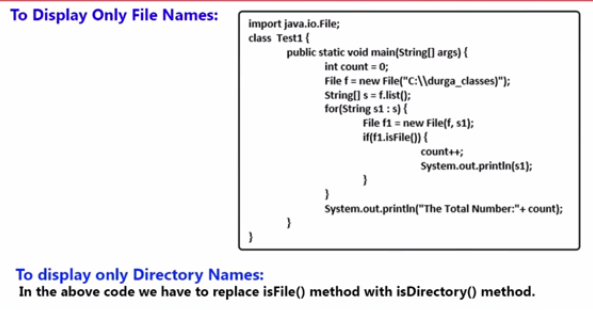 To Display Only File Names:
import java.io.File;
class Test1 {
public static void main(String[] args) {
int count = 0;
File f = new File("C:\\durga_classes)");
String[] s = f.list();
for(String s1 : s) {
File f1 = new File(f, s1);
if(f1.isFile()) {
count++;
System.out.println(s1);
}
}
System.out.println("The Total Number:"+ count);
}
}
To display only Directory Names:
In the above code we have to replace isFile() method with isDirectory() method.